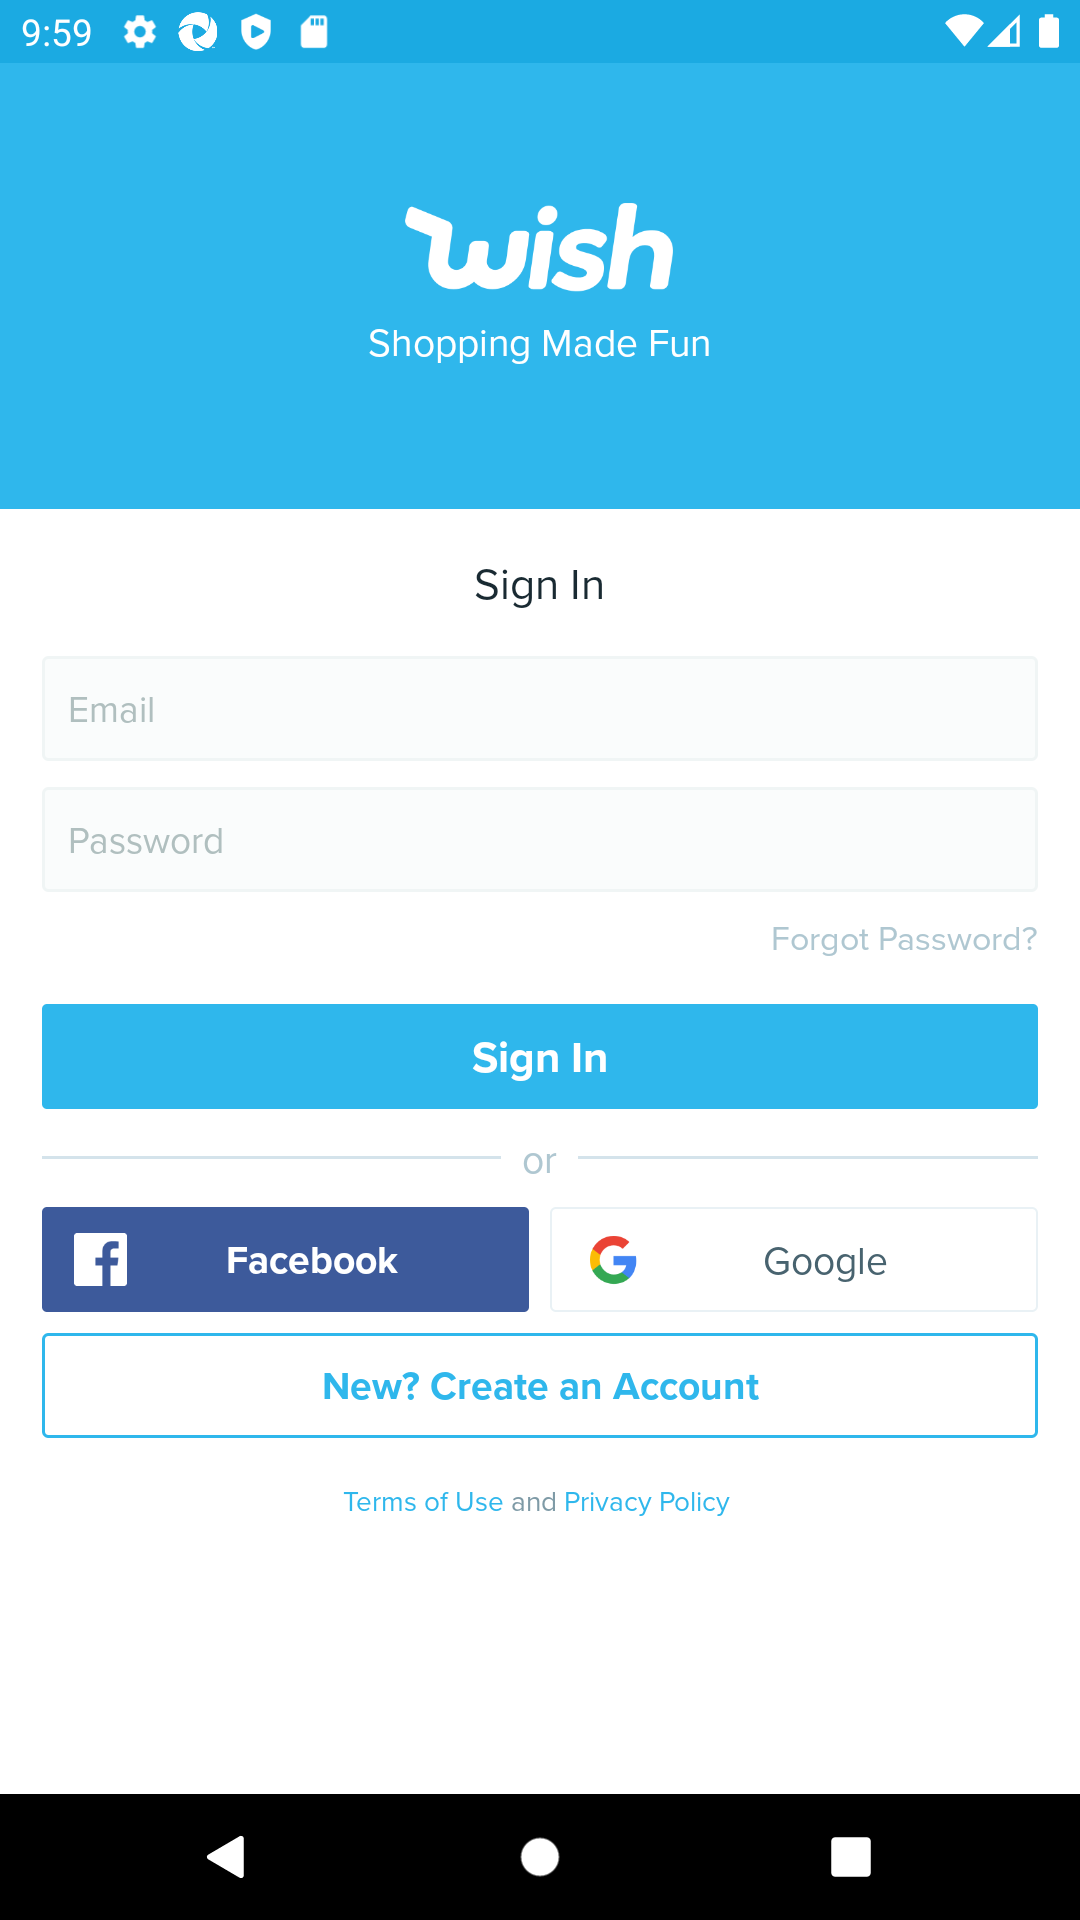 9:59
wish
Shopping Made Fun
Sign In
Email
Password
Forgot Password?
Sign In
or
Facebook
Google
New? Create an Account
Terms of Use and Privacy Policy